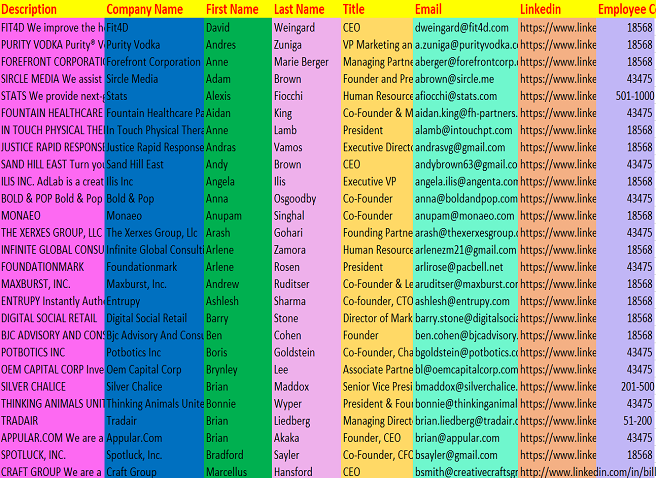 Description Company Name First Name Last Name Title Email Linkedin Employee C
FIT4D We improve the h Fit4D David Weingard CEO dweingard@fit4d.com https://www.linke 18568
PURITY VODKA Purity® V Purity Vodka Andres Zuniga VP Marketing an a.zuniga@purityvodka.c https://www.linke 18568
FOREFRONT CORPORATI Forefront Corporation Anne Marie Berger Managing Partne aberger@forefrontcorp. https://www.linke 18568
SIRCLE MEDIA We assist Sircle Media Adam Brown Founder and Pre abrown@sircle.me https://www.linke 43475
STATS We provide next- Stats Alexis Fiocchi Human Resource afiocchi@stats.com https://www.linke 501-1000
FOUNTAIN HEALTHCARE Fountain Healthcare Pa Aidan King Co-Founder & M aidan.king@fh-partners. https://www.linke 43475
IN TOUCH PHYSICAL THE In Touch Physical Thera Anne Lamb President alamb@intouchpt.com https://www.linke 18568
JUSTICE RAPID RESPONS Justice Rapid Response Andras Vamos Executive Directo andrasvg@gmail.com https://www.linke 18568
SAND HILL EAST Turn you Sand Hill East Andy Brown CEO andybrown63@gmail.co https://www.linke 43475
ILIS INC. AdLab is a creat Ilis Inc Angela Ilis Executive VP angela.ilis@angenta.com https://www.linke 18568
BOLD & POP Bold & Pop Bold & Pop Anna Osgoodby Co-Founder anna@boldandpop.com https://www.linke 43475
MONAEO Monaeo Anupam Singhal Co-Founder anupam@monaeo.com https://www.linke 18568
THE XERXES GROUP, LLC The Xerxes Group, Llc Arash Gohari Founding Partne arash@thexerxesgroup.c https://www.linke 43475
INFINITE GLOBAL CONSU Infinite Global Consulti Arlene Zamora Human Resource arlenezm21@gmail.com https://www.linke 18568
FOUNDATIONMARK Foundationmark Arlene Rosen President arlirose@pacbell.net https://www.linke 43475
MAXBURST, INC. Maxburst, Inc. Andrew Ruditser Co-Founder & Le aruditser@maxburst.com https://www.linke 18568
ENTRUPY Instantly Auth Entrupy Ashlesh Sharma Co-founder, CTO ashlesh@entrupy.com https://www.linke 18568
DIGITAL SOCIAL RETAIL Digital Social Retail Barry Stone Director of Mark barry.stone@digitalsocia https://www.linke 18568
BJC ADVISORY AND CONS Bjc Advisory And Cons Ben Cohen Founder ben.cohen@bjcadvisory. https://www.linke 18568
POTBOTICS INC Potbotics Inc Boris Goldstein Co-Founder, Cha bgoldstein@potbotics.co https://www.linke 43475
OEM CAPITAL CORP Inve Oem Capital Corp Brynley Lee Associate Partne bl@oemcapitalcorp.com https://www.linke 43475
SILVER CHALICE Silver Chalice Brian Maddox Senior Vice Presi bmaddox@silverchalice. https://www.linke 201-500
THINKING ANIMALS UNIT Thinking Animals Unite Bonnie Wyper President & Foun bonnie@thinkinganimal https://www.linke 43475
TRADAIR Tradair Brian Liedberg Managing Direct brian.liedberg@tradair.c https://www.linke 51-200
APPULAR.COM We are a Appular.Com Brian Akaka Founder, CEO brian@appular.com https://www.linke 43475
SPOTLUCK, INC. Spotluck, Inc. Bradford Sayler Co-Founder, CFO bsayler@gmail.com https://www.linke 18568
CRAFT GROUP We are a Craft Group Marcellus Hansford CEO bsmith@creativecraftsgr http://www.linkedin.com/in/bill